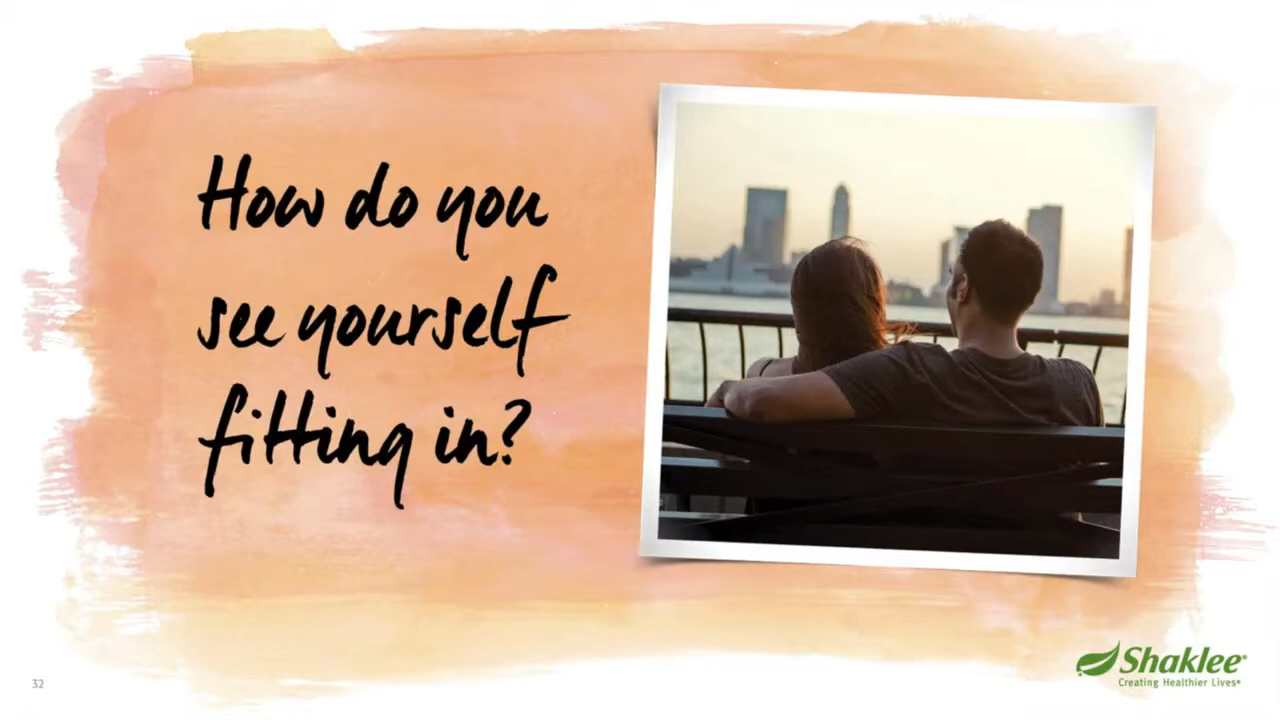 How do you
see yourself
fitting in?
32
Shaklee®
Creating Healthier Lives®